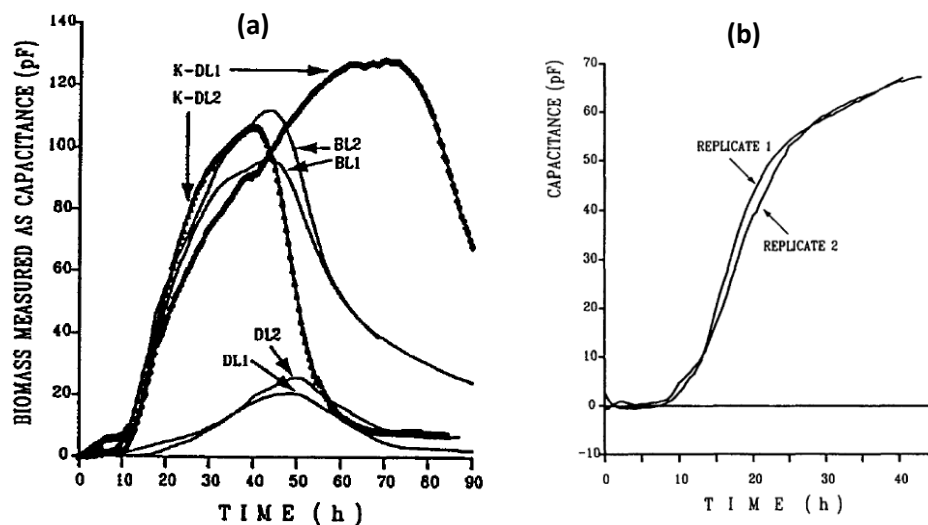 (a)
BIOMASS MEASURED AS CAPACITANCE (pF)
140
120
100
80
60
40
20
0
K-DL1
K-DL2
BL2
BL1
DL2
DL1
0 10 20 30 40 50 60 70 80 90
TIME (h)
(b)
CAPACITANCE (pF)
70
60
50
40
30
20
10
0
-10
REPLICATE 1
REPLICATE 2
0 10 20 30 40
TIME (h)